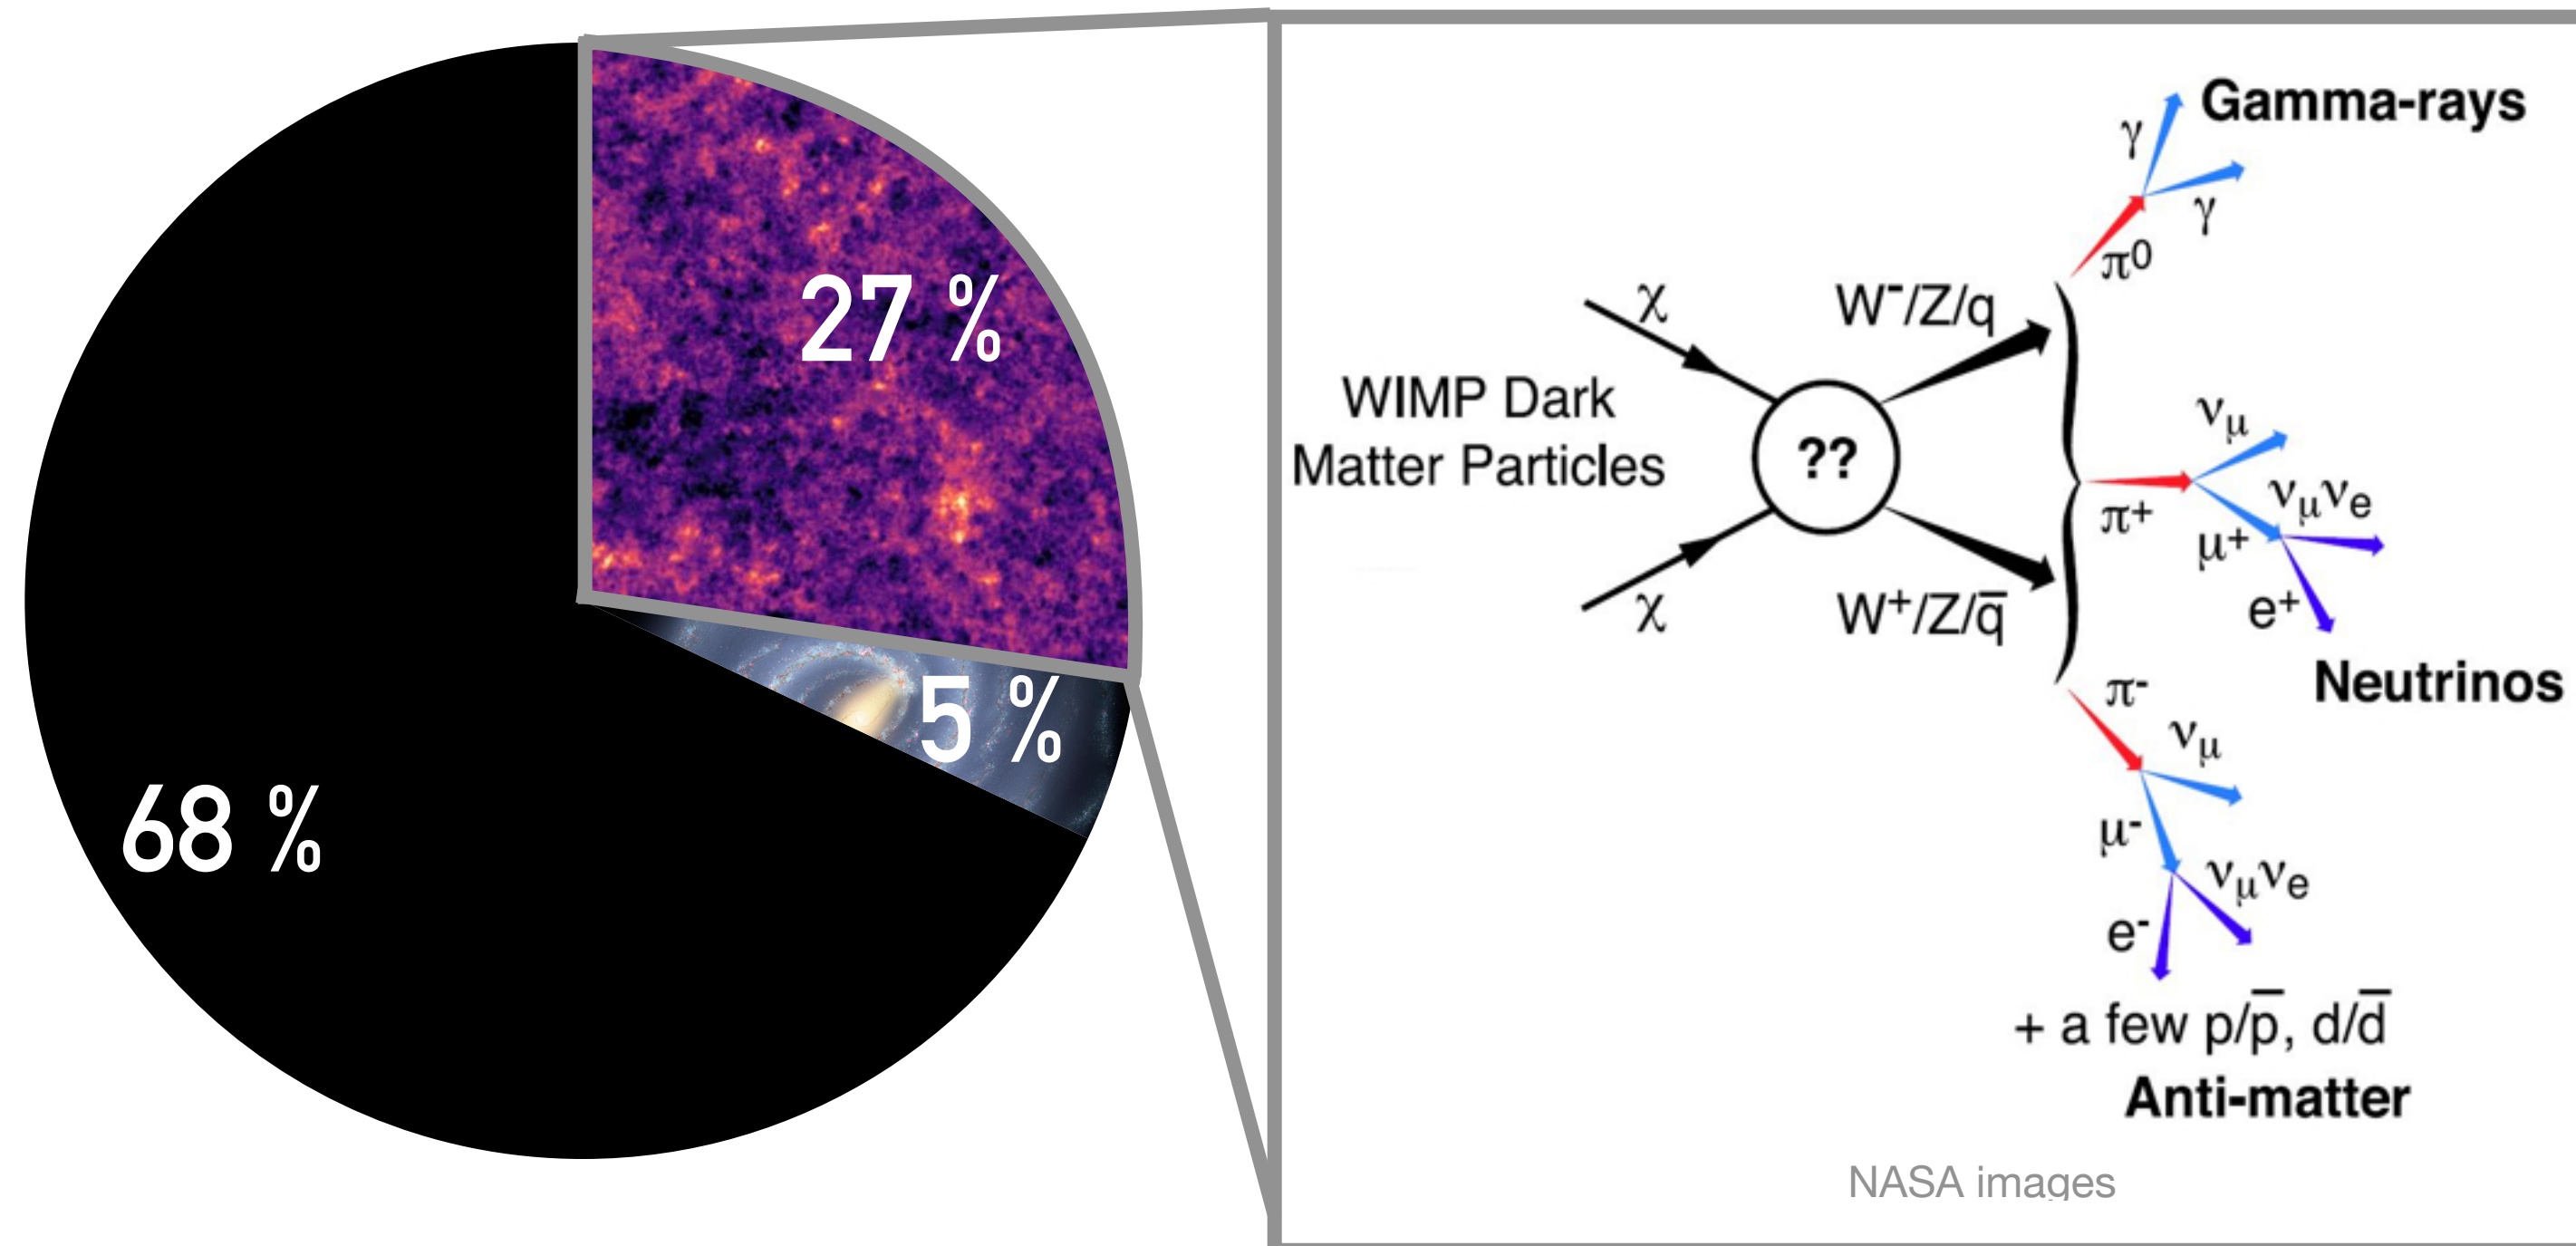 27 %
5 %
68 %
WIMP Dark
Matter Particles
χ
χ
??
W⁻/Z/q
W⁺/Z/q̅
Gamma-rays
γ
γ
π⁰
π⁺
νμ
μ⁺
νμνe
e⁺
Neutrinos
π⁻
νμ
μ⁻
νμνe
e⁻
+ a few p/p̅, d/d̅
Anti-matter
NASA images